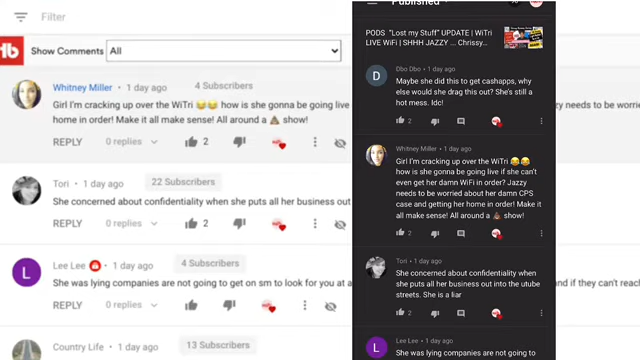 Filter
Show Comments All
Whitney Miller • 1 day ago 4 Subscribers
Girl I'm cracking up over the WiTri 😂😂 how is she gonna be going live
home in order! Make it all make sense! All around a 💩 show!
REPLY 0 replies 2
Tori • 1 day ago 22 Subscribers
She concerned about confidentiality when she puts all her business out
REPLY 0 replies 2
L Lee Lee • 1 day ago 4 Subscribers
She was lying companies are not going to get on sm to look for you at a
REPLY 0 replies
Country Life • 1 day ago 13 Subscribers
Published
PODS "Lost my Stuff" UPDATE | WiTri
LIVE WiFi | SHHH JAZZY ... Chrissy...
D Dbo Dbo • 1 day ago
Maybe she did this to get cashapps, why
else would she drag this out? She's still a
hot mess. Idc!
2
Whitney Miller • 1 day ago
Girl I'm cracking up over the WiTri 😂😂
how is she gonna be going live if she can't
even get her damn WiFi in order? Jazzy
needs to be worried about her damn CPS
case and getting her home in order! Make it
all make sense! All around a 💩 show!
2
Tori • 1 day ago
She concerned about confidentiality when
she puts all her business out into the utube
streets. She is a liar
2
L Lee Lee • 1 day ago
She was lying companies are not going to
ty needs to be worrie
and if they can't reach